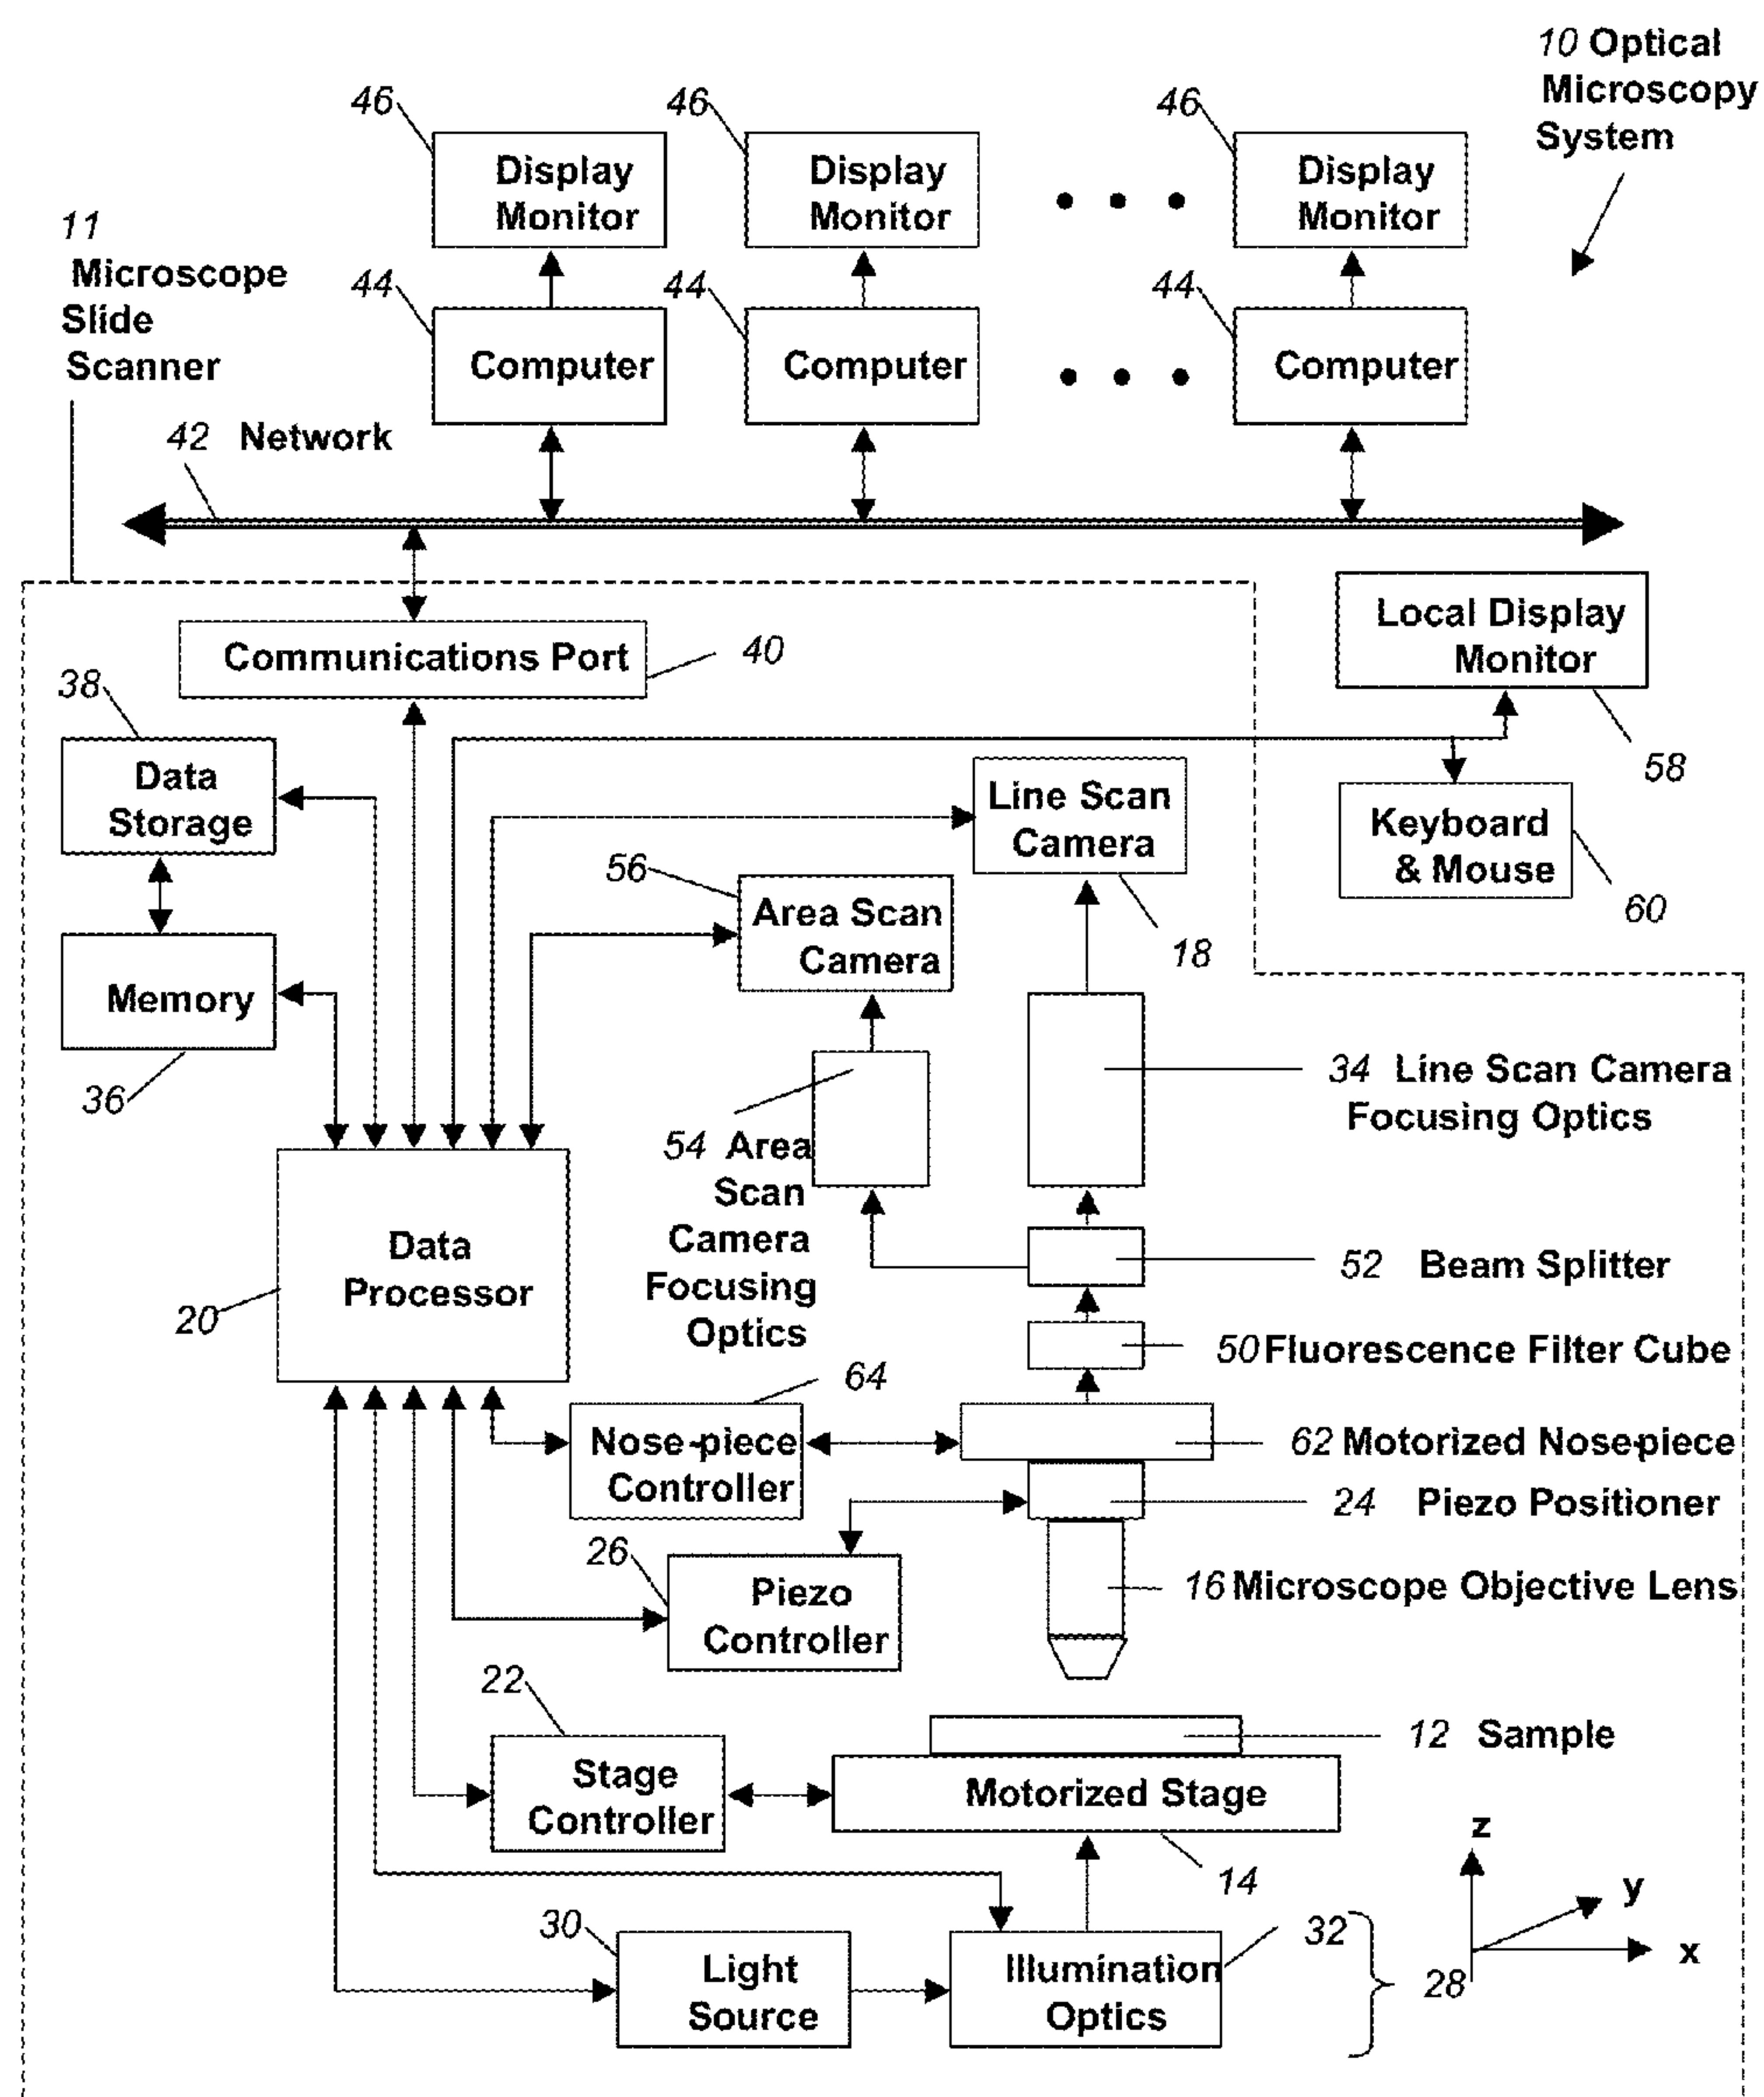 10 Optical
Microscopy
System
46
46
46
Display
Monitor
Display
Monitor
Display
Monitor
11
Microscope
Slide
Scanner
44
44
44
Computer
Computer
Computer
42 Network
Communications Port
40
Local Display
Monitor
58
38
Data
Storage
Line Scan
Camera
18
Keyboard
& Mouse
60
56
Area Scan
Camera
Memory
36
34 Line Scan Camera
Focusing Optics
54 Area
Scan
Camera
Focusing
Optics
Data
Processor
20
52 Beam Splitter
50 Fluorescence Filter Cube
64
Nose-piece
Controller
62 Motorized Nose-piece
24 Piezo Positioner
26
Piezo
Controller
16 Microscope Objective Lens
22
Stage
Controller
12 Sample
Motorized Stage
14
z
y
x
30
Light
Source
Illumination
Optics
32
28